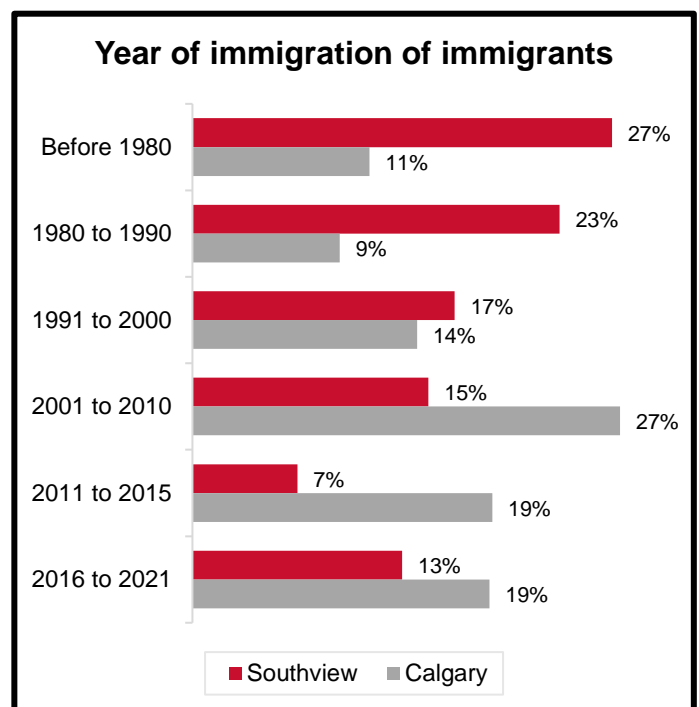 Year of immigration of immigrants
Before 1980
27%
11%
1980 to 1990
23%
9%
1991 to 2000
17%
14%
2001 to 2010
15%
27%
2011 to 2015
7%
19%
2016 to 2021
13%
19%
Southview Calgary